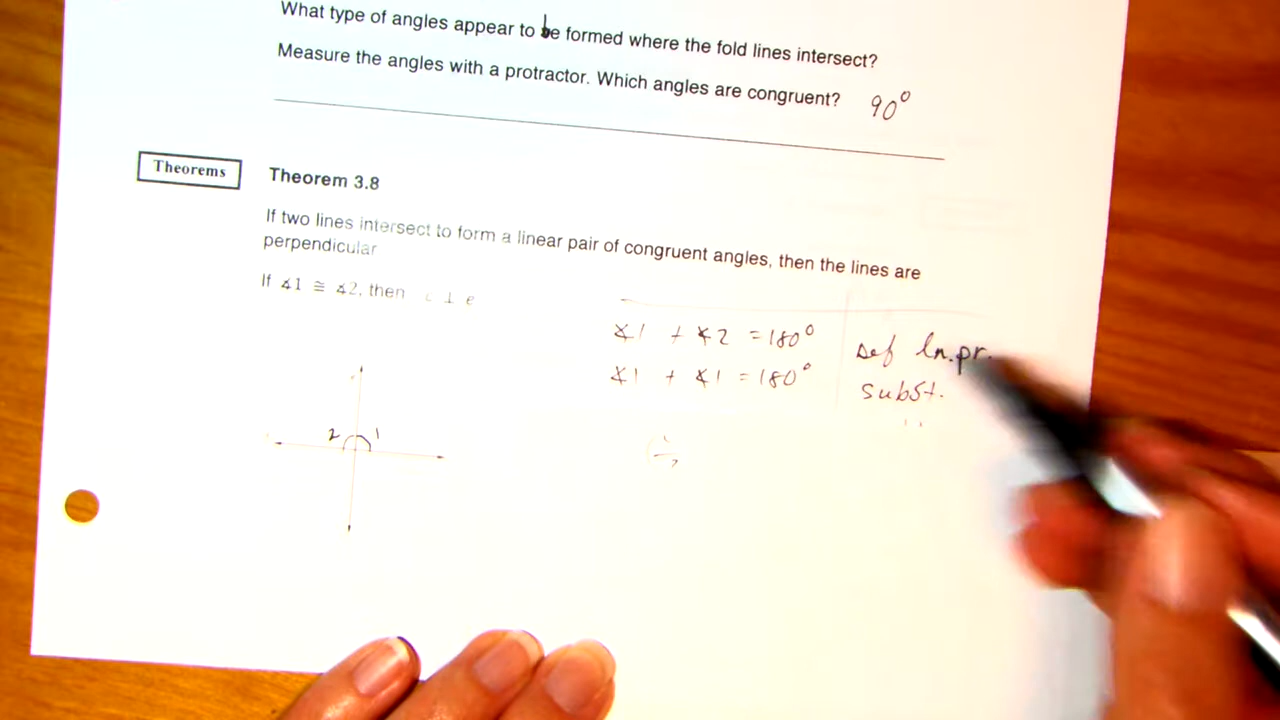 What type of angles appear to be formed where the fold lines intersect?
Measure the angles with a protractor. Which angles are congruent? 90°
Theorems
Theorem 3.8
If two lines intersect to form a linear pair of congruent angles, then the lines are
perpendicular
If ∡1 ≅ ∡2, then ⊥ e
∡1 + ∡2 = 180° def ln.pr.
∡1 + ∡1 = 180° subst.
2 1